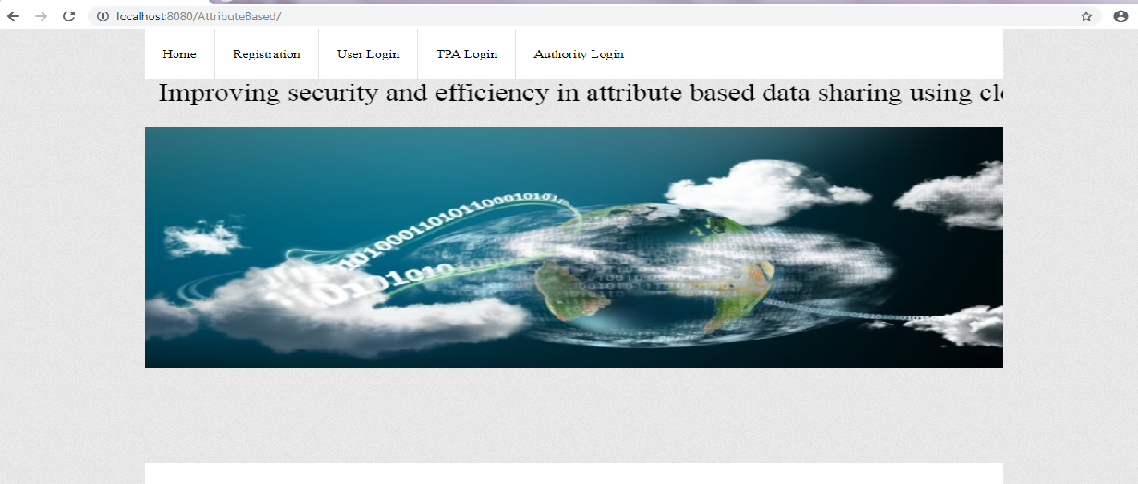 localhost:8080/AttributeBased/
Home Registration User Login TPA Login Authority Login
Improving security and efficiency in attribute based data sharing using